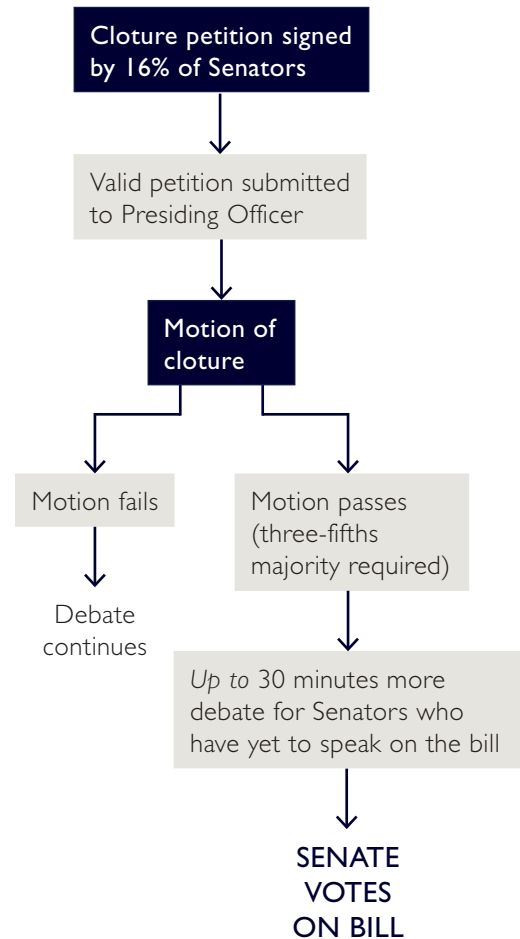 Cloture petition signed
by 16% of Senators
Valid petition submitted
to Presiding Officer
Motion of
cloture
Motion fails
Debate
continues
Motion passes
(three-fifths
majority required)
Up to 30 minutes more
debate for Senators who
have yet to speak on the bill
SENATE
VOTES
ON BILL